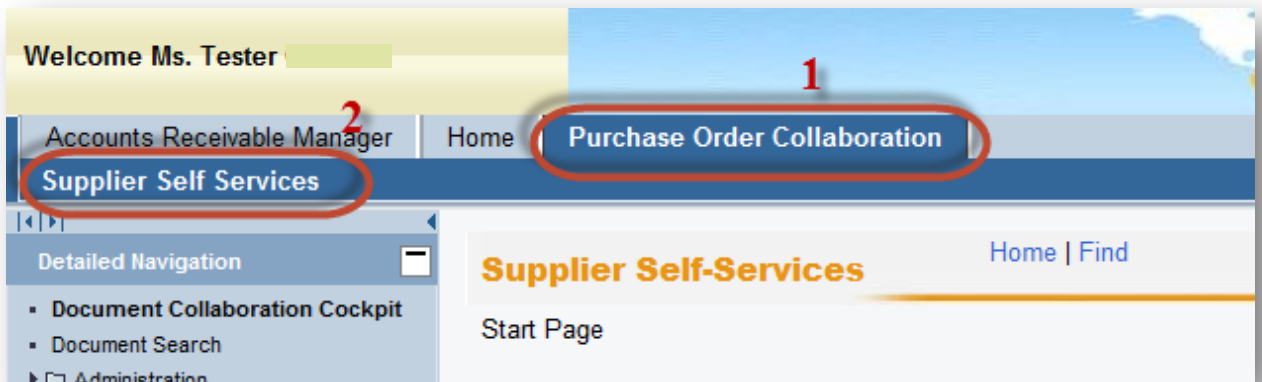 Welcome Ms. Tester
1
2
Accounts Receivable Manager Home Purchase Order Collaboration
Supplier Self Services
Detailed Navigation
Supplier Self-Services Home | Find
Document Collaboration Cockpit
Start Page
Document Search
Administration